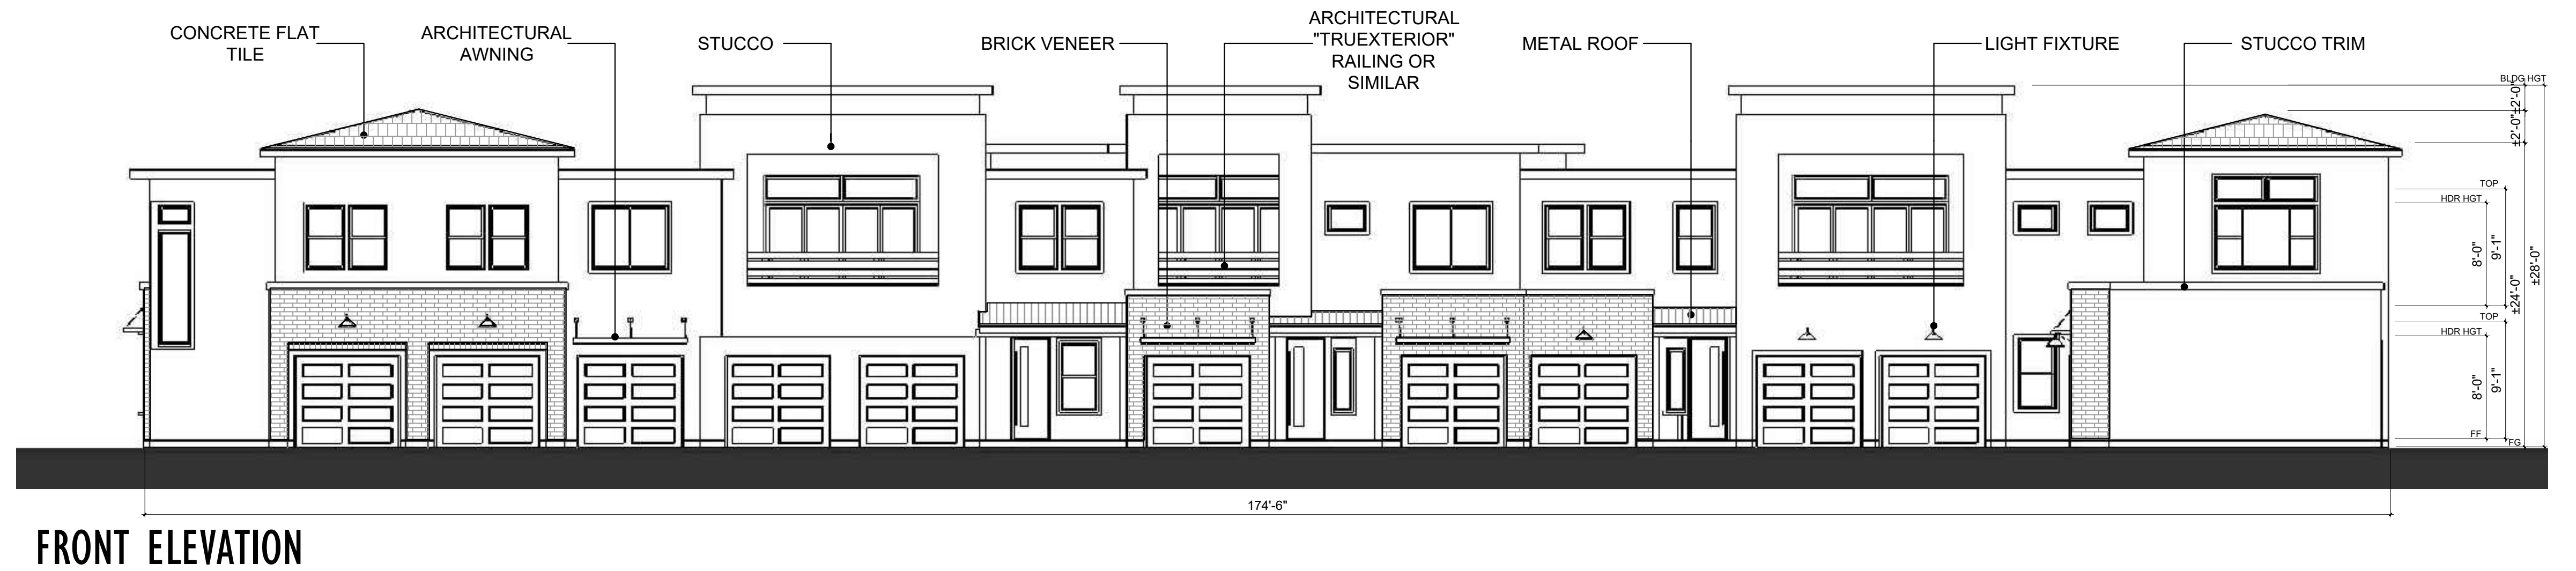 CONCRETE FLAT
TILE
ARCHITECTURAL
AWNING
STUCCO
BRICK VENEER
ARCHITECTURAL
"TRUEXTERIOR"
RAILING OR
SIMILAR
METAL ROOF
LIGHT FIXTURE
STUCCO TRIM
BLDG HGT
±2'-0"
±2'-0"
TOP
HDR HGT
8'-0"
9'-1"
±24'-0"
±28'-0"
TOP
HDR HGT
8'-0"
9'-1"
FF
FG
174'-6"
FRONT ELEVATION